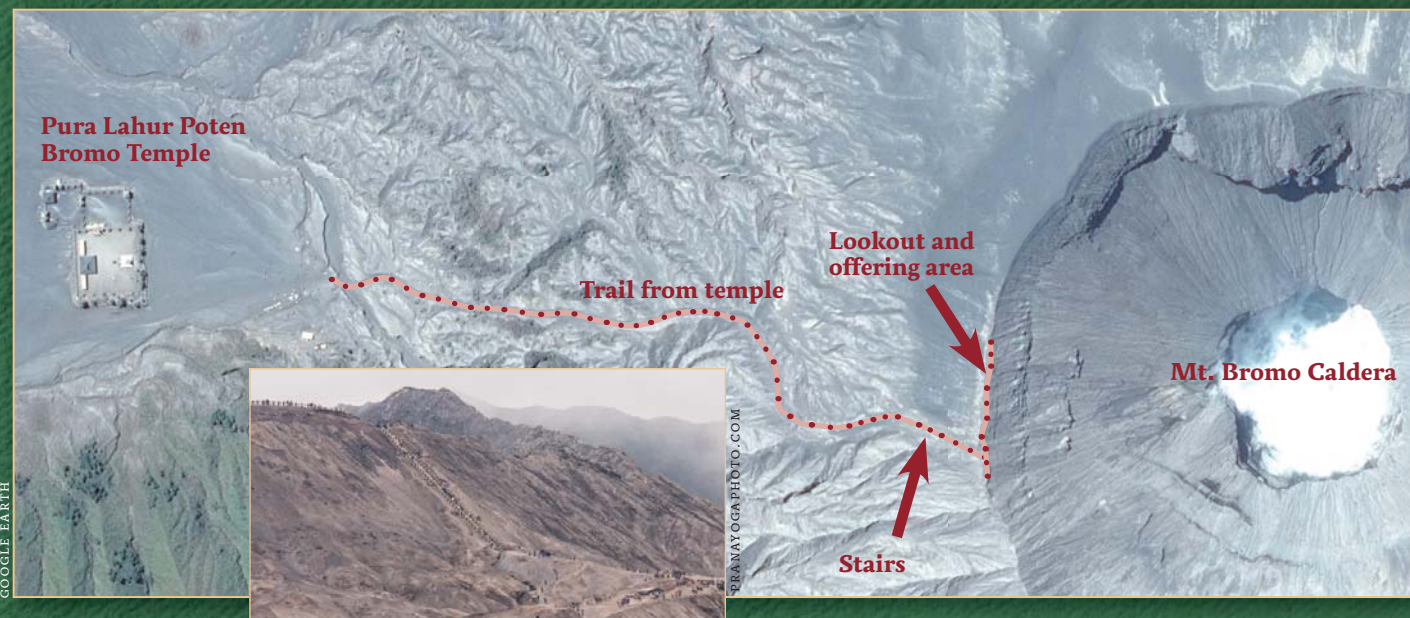 Pura Lahur Poten
Bromo Temple
Lookout and
offering area
Trail from temple
Mt. Bromo Caldera
Stairs
GOOGLE EARTH
PRANAYOGAPHOTO.COM